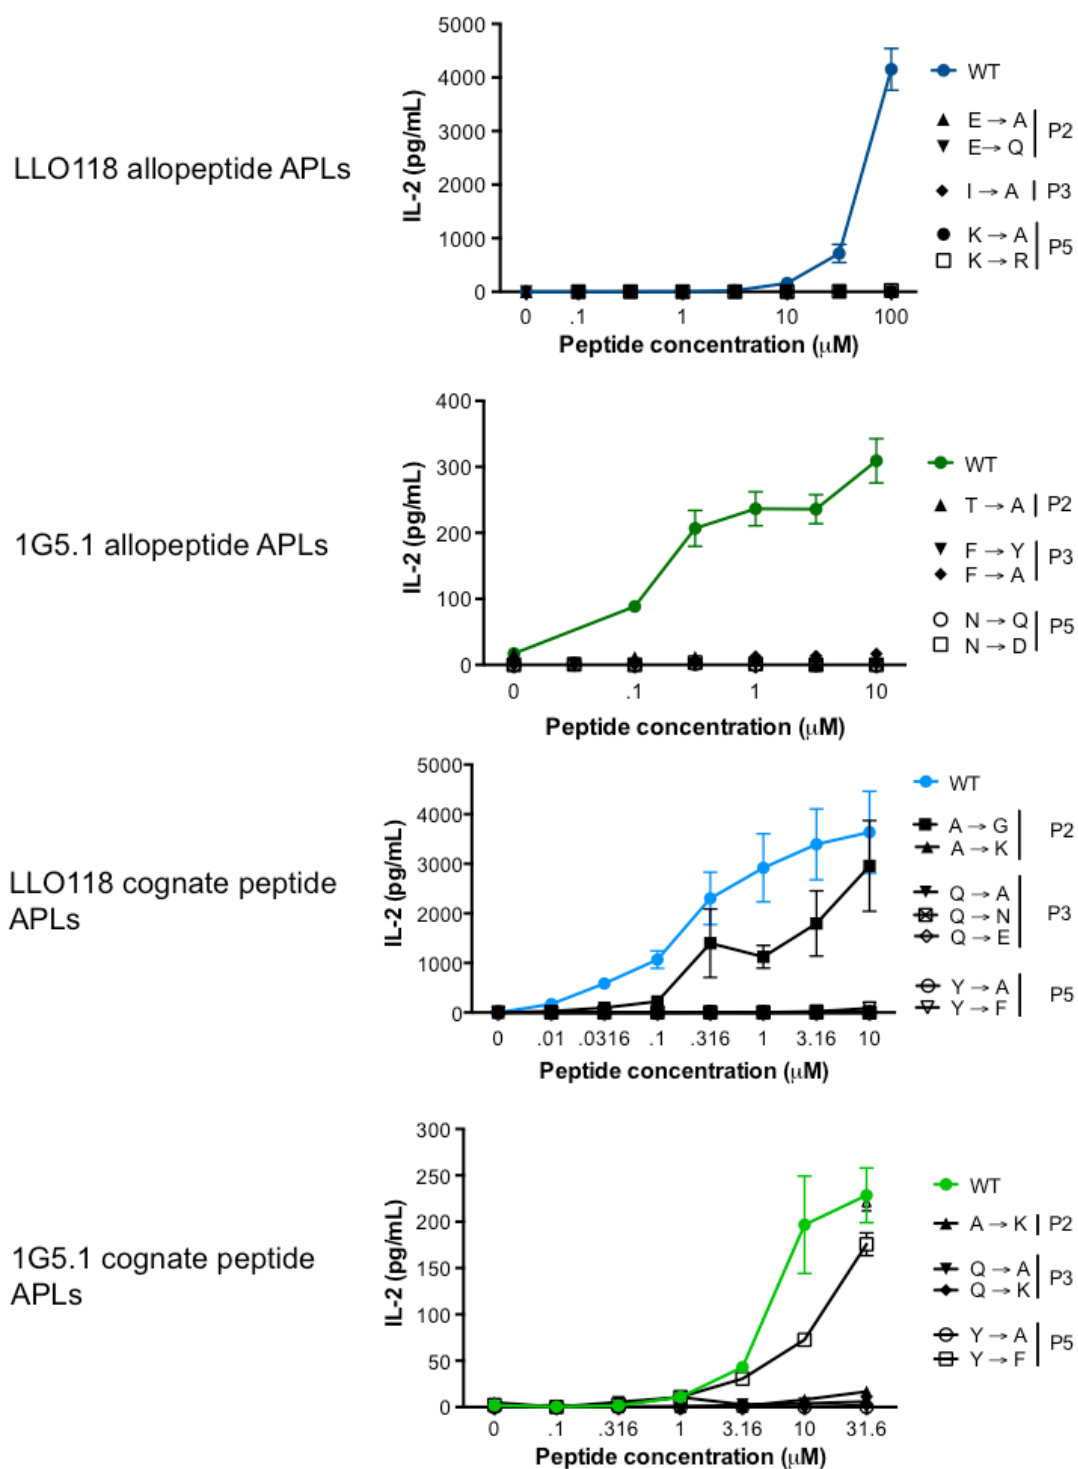 LLO118 allopeptide APLs
IL-2 (pg/mL)
5000
4000
3000
2000
1000
0
0 .1 1 10 100
Peptide concentration (μM)
WT
E → A
E → Q
P2
I → A
P3
K → A
K → R
P5
1G5.1 allopeptide APLs
IL-2 (pg/mL)
400
300
200
100
0
0 .1 1 10
Peptide concentration (μM)
WT
T → A
P2
F → Y
F → A
P3
N → Q
N → D
P5
LLO118 cognate peptide
APLs
IL-2 (pg/mL)
5000
4000
3000
2000
1000
0
0 .01 .0316 .1 .316 1 3.16 10
Peptide concentration (μM)
WT
A → G
A → K
P2
Q → A
Q → N
Q → E
P3
Y → A
Y → F
P5
1G5.1 cognate peptide
APLs
IL-2 (pg/mL)
300
250
200
150
100
50
0
0 .1 .316 1 3.16 10 31.6
Peptide concentration (μM)
WT
A → K
P2
Q → A
Q → K
P3
Y → A
Y → F
P5